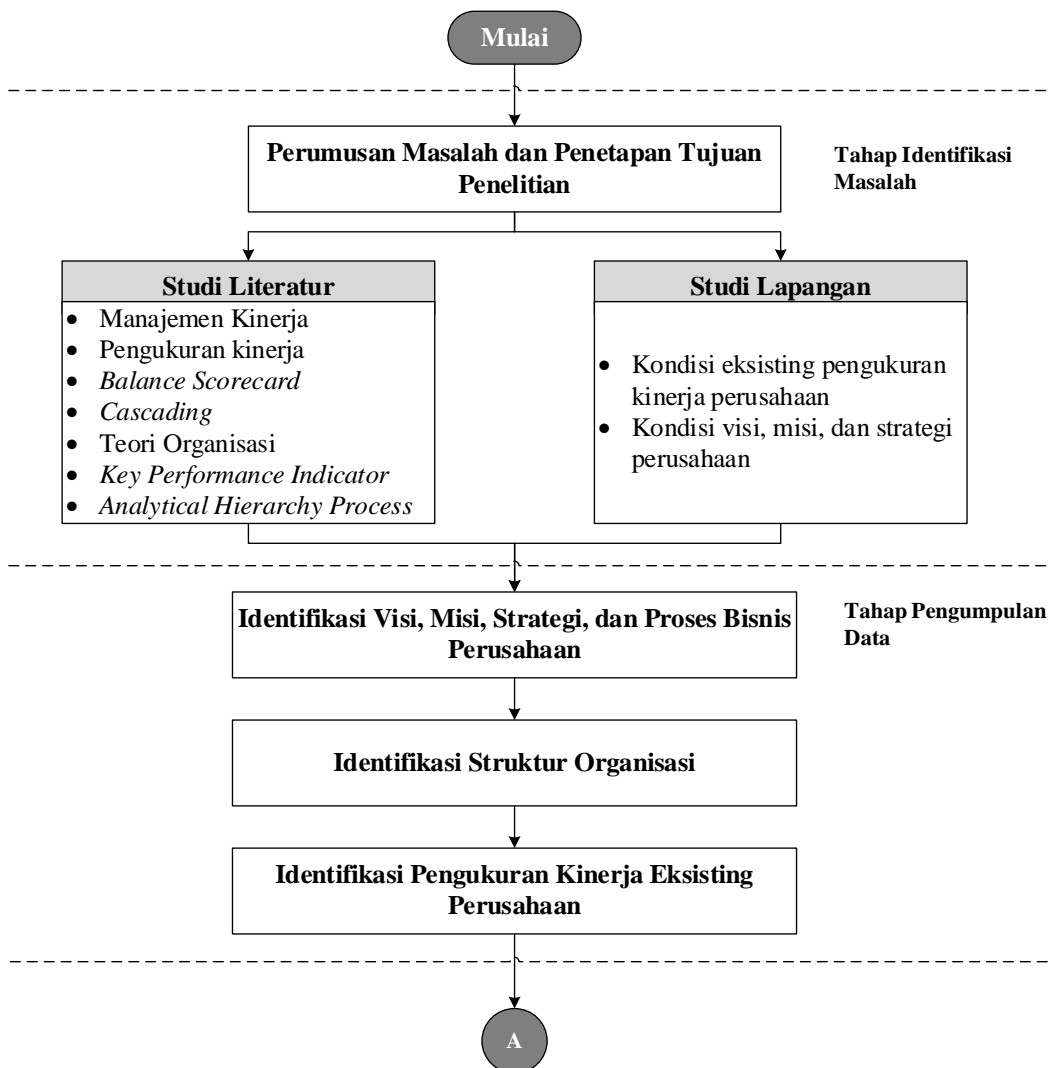 Mulai
Perumusan Masalah dan Penetapan Tujuan
Penelitian
Tahap Identifikasi
Masalah
Studi Literatur
• Manajemen Kinerja
• Pengukuran kinerja
• Balance Scorecard
• Cascading
• Teori Organisasi
• Key Performance Indicator
• Analytical Hierarchy Process
Studi Lapangan
• Kondisi eksisting pengukuran
kinerja perusahaan
• Kondisi visi, misi, dan strategi
perusahaan
Identifikasi Visi, Misi, Strategi, dan Proses Bisnis
Perusahaan
Tahap Pengumpulan
Data
Identifikasi Struktur Organisasi
Identifikasi Pengukuran Kinerja Eksisting
Perusahaan
A